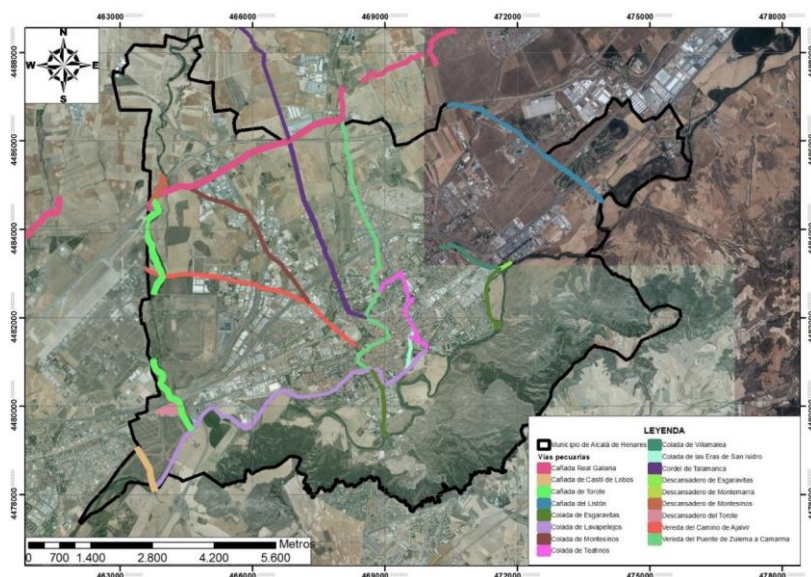 463000 466000 469000 472000 475000 478000
N
W E
S
4488000
4486000
4484000
4482000
4480000
4478000
LEYENDA
Municipio de Alcalá de Henares
Vías pecuarias
Cañada Real Galiana
Cañada de Castil de Lobos
Cañada de Torote
Cañada del Listón
Colada de Esgaravitas
Colada de Lavapellejos
Colada de Montesinos
Colada de Teatinos
Colada de Villamalea
Colada de las Eras de San Isidro
Cordel de Talamanca
Descansadero de Esgaravitas
Descansadero de Montemarra
Descansadero de Montesinos
Descansadero del Torote
Vereda del Camino de Ajalvir
Vereda del Puente de Zulema a Camarma
Metros
0 700 1.400 2.800 4.200 5.600
463000 466000 469000 472000 475000 478000